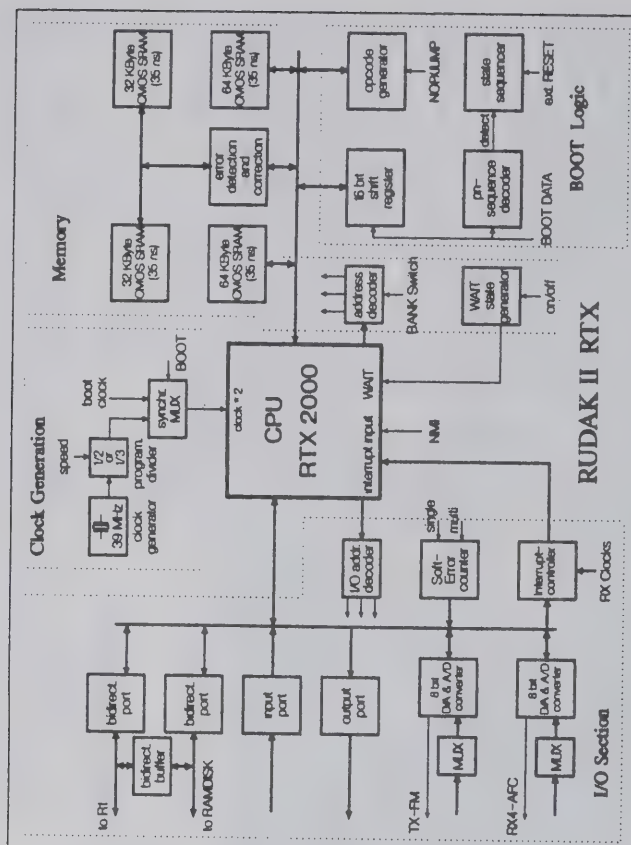 Clock Generation
speed
39 MHz
clock
generator
1/2
or
1/3
program.
divider
boot
clock
synchr.
MUX
BOOT
Memory
32 KByte
CMOS SRAM
(35 ns)
32 KByte
CMOS SRAM
(35 ns)
error
detection
and
correction
64 KByte
CMOS SRAM
(35 ns)
64 KByte
CMOS SRAM
(35 ns)
clock * 2
CPU
RTX 2000
interrupt input
WAIT
NMI
address
decoder
BANK Switch
WAIT
state
generator
on/off
16 bit
shift
register
opcode
generator
NOP/JUMP
pn-
sequence
decoder
detect
state
sequencer
BOOT DATA
ext. RESET
BOOT Logic
RUDAK II RTX
bidirect.
port
to R1
bidirect.
buffer
bidirect.
port
to RAMDISK
input
port
output
port
I/O addr.
decoder
Soft-
Error
counter
single
multi
TX-FM
8 bit
D/A & A/D
converter
MUX
RX4-AFC
8 bit
D/A & A/D
converter
MUX
Interrupt-
controller
RX Clocks
I/O Section